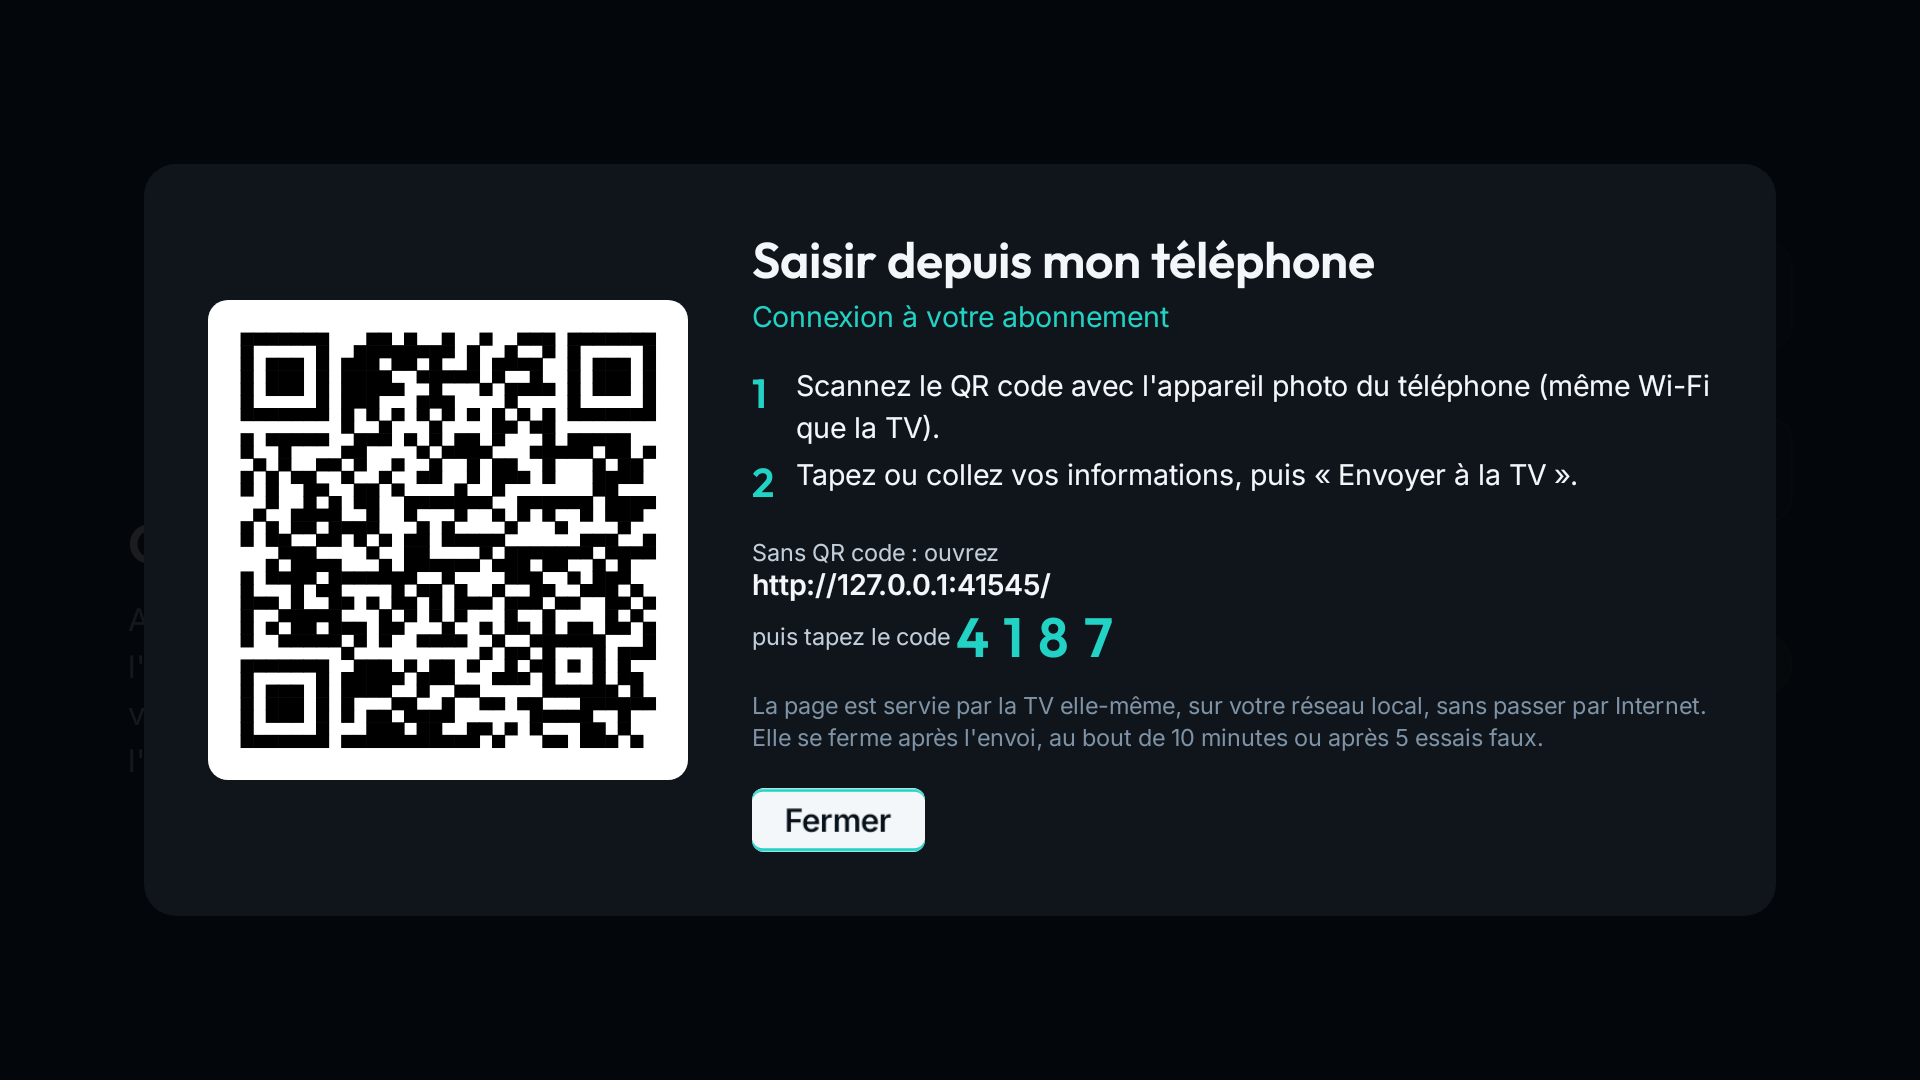 Saisir depuis mon téléphone
Connexion à votre abonnement
1 Scannez le QR code avec l'appareil photo du téléphone (même Wi-Fi
que la TV).
2 Tapez ou collez vos informations, puis « Envoyer à la TV ».
Sans QR code : ouvrez
http://127.0.0.1:41545/
puis tapez le code 4 1 8 7
La page est servie par la TV elle-même, sur votre réseau local, sans passer par Internet.
Elle se ferme après l'envoi, au bout de 10 minutes ou après 5 essais faux.
Fermer